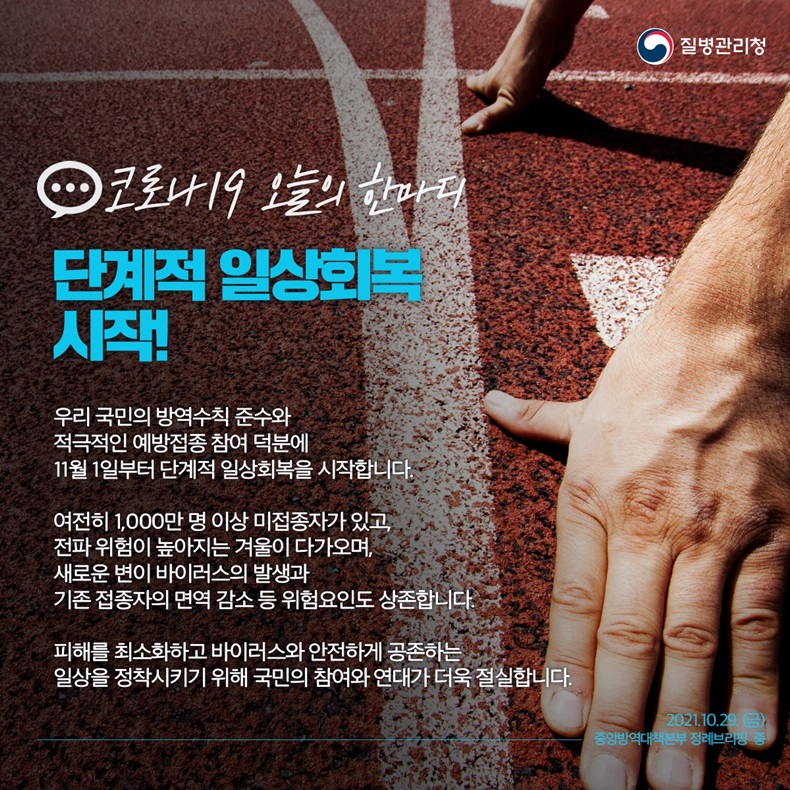 질병관리청
코로나19 오늘의 한마디
단계적 일상회복
시작!
우리 국민의 방역수칙 준수와
적극적인 예방접종 참여 덕분에
11월 1일부터 단계적 일상회복을 시작합니다.
여전히 1,000만 명 이상 미접종자가 있고,
전파 위험이 높아지는 겨울이 다가오며,
새로운 변이 바이러스의 발생과
기존 접종자의 면역 감소 등 위험요인도 상존합니다.
피해를 최소화하고 바이러스와 안전하게 공존하는
일상을 정착시키기 위해 국민의 참여와 연대가 더욱 절실합니다.
2021.10.29. (금)
중앙방역대책본부 정례브리핑 중